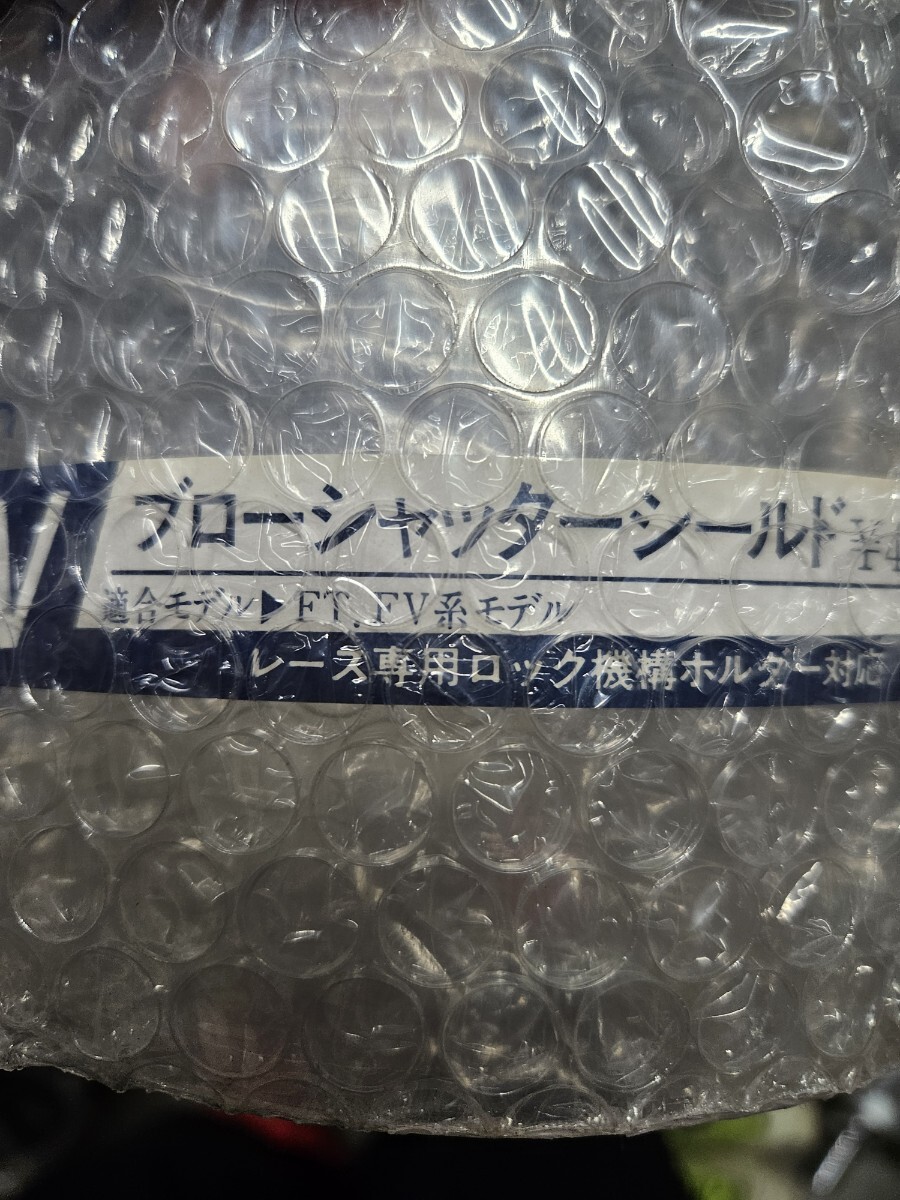 ブローシャッターシールド
適合モデル▶FT, FV系モデル
レース専用ロック機構ホルダー対応